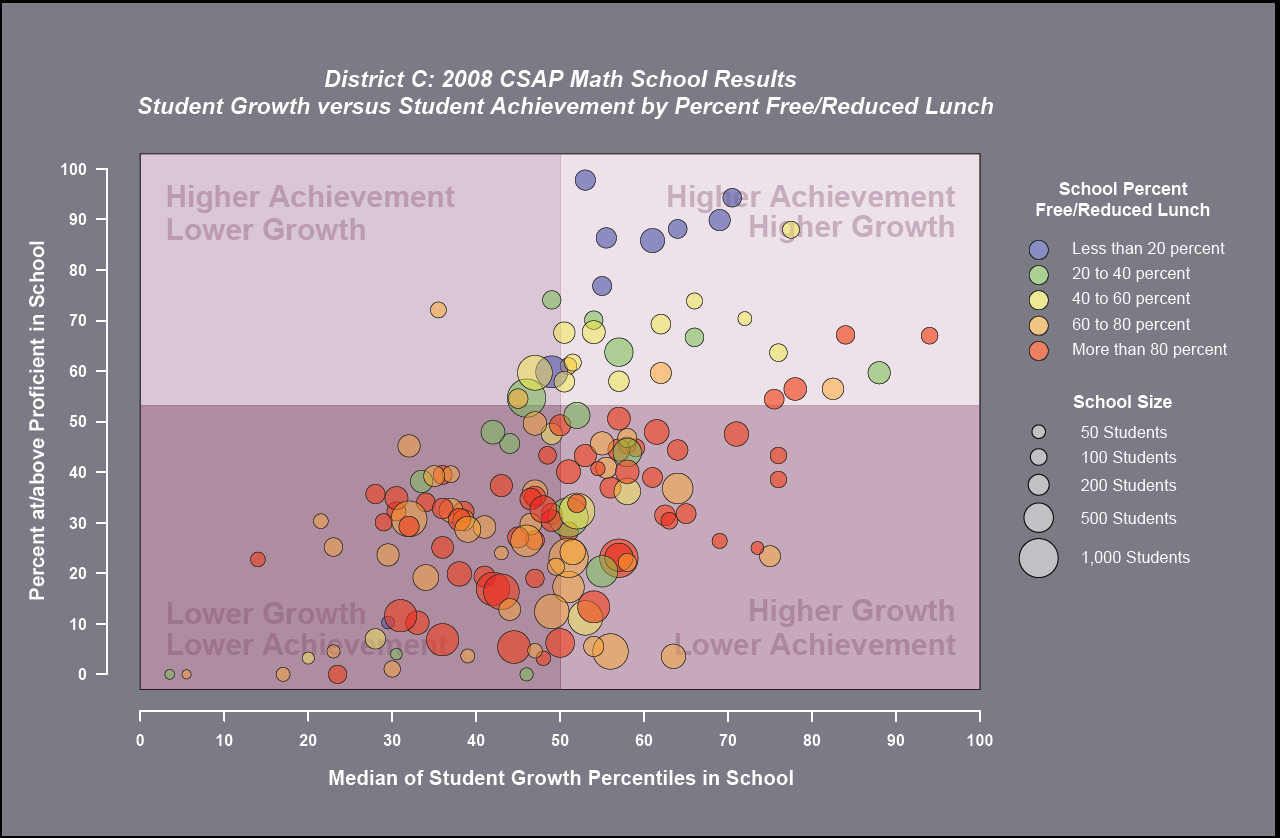 District C: 2008 CSAP Math School Results
Student Growth versus Student Achievement by Percent Free/Reduced Lunch
Higher Achievement
Lower Growth
Higher Achievement
Higher Growth
Lower Growth
Lower Achievement
Higher Growth
Lower Achievement
Percent at/above Proficient in School
100
90
80
70
60
50
40
30
20
10
0
0 10 20 30 40 50 60 70 80 90 100
Median of Student Growth Percentiles in School
School Percent
Free/Reduced Lunch
Less than 20 percent
20 to 40 percent
40 to 60 percent
60 to 80 percent
More than 80 percent
School Size
50 Students
100 Students
200 Students
500 Students
1,000 Students